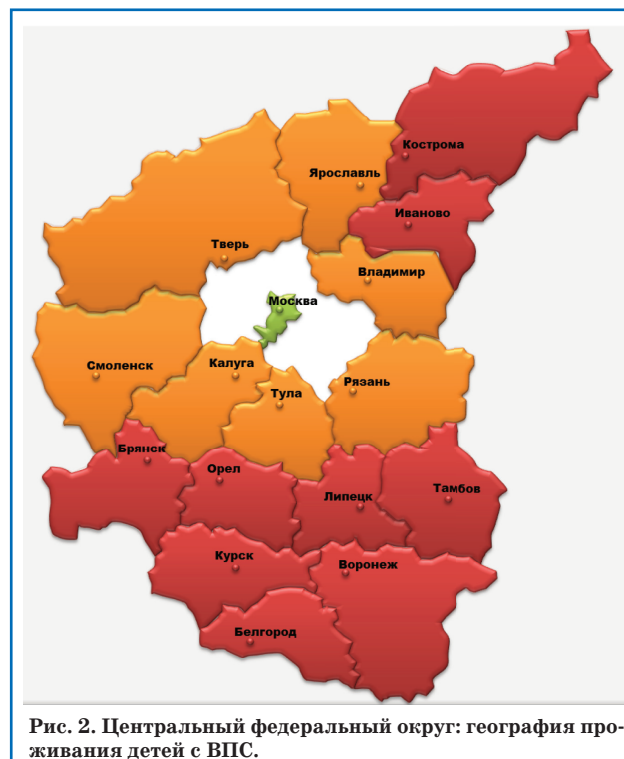 Кострома
Ярославль
Иваново
Тверь
Владимир
Москва
Смоленск
Калуга
Рязань
Тула
Брянск
Орел
Липецк
Тамбов
Курск
Воронеж
Белгород
Рис. 2. Центральный федеральный округ: география про-
живания детей с ВПС.